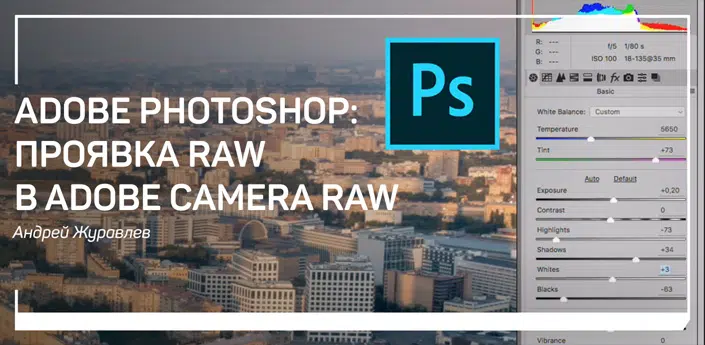 ADOBE PHOTOSHOP:
ПРОЯВКА RAW
В ADOBE CAMERA RAW
Андрей Журавлев
Ps
R: ---
G: ---
B: ---
f/5 1/80 s
ISO 100 18-135@35 mm
fx
Basic
White Balance: Custom
Temperature 5650
Tint +73
Auto Default
Exposure +0,20
Contrast 0
Highlights -73
Shadows +34
Whites +3
Blacks -63
Vibrance 0